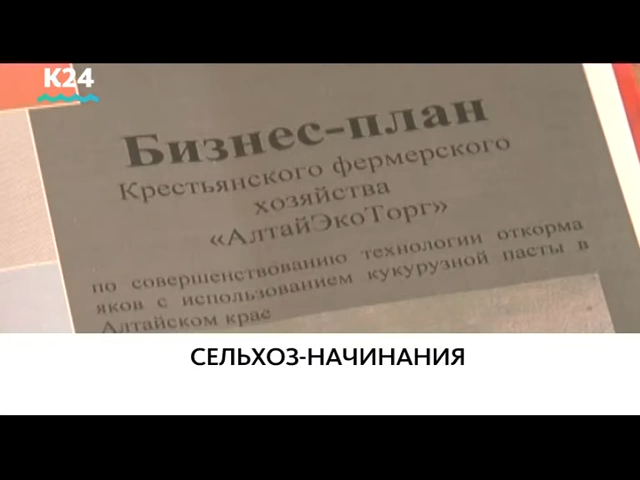 К24
Бизнес-план
Крестьянского фермерского
хозяйства
«АлтайЭкоТорг»
по совершенствованию технологии откорма
яков с использованием кукурузной пасты в
Алтайском крае
СЕЛЬХОЗ-НАЧИНАНИЯ